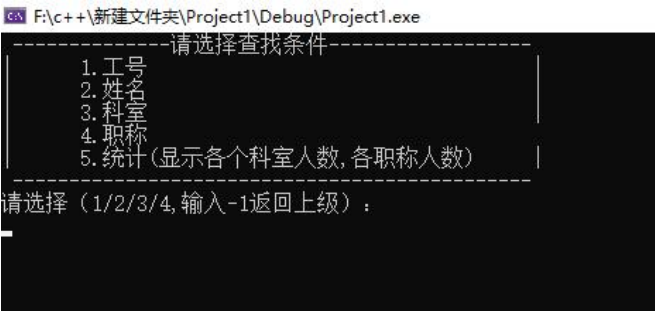 F:\c++\新建文件夹\Project1\Debug\Project1.exe
--------------请选择查找条件------------------
| 1.工号 |
| 2.姓名 |
| 3.科室 |
4.职称
| 5.统计(显示各个科室人数,各职称人数) |
----------------------------------------------
请选择（1/2/3/4,输入-1返回上级）：